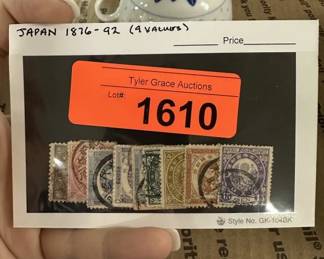 JAPAN 1876-92 (9 VALUES)
Price
Tyler Grace Auctions
Lot#:
1610
Style No. GK-104BK